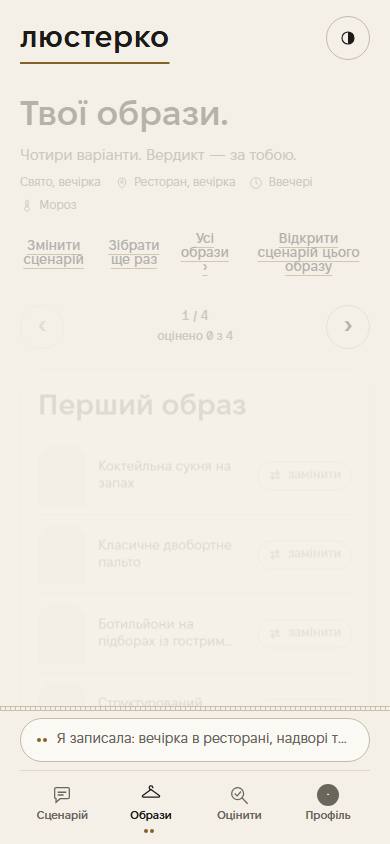 люстерко
Твої образи.
Чотири варіанти. Вердикт — за тобою.
Свято, вечірка Ресторан, вечірка Ввечері
Мороз
Змінити
сценарій
Зібрати
ще раз
Усі
образи
›
Відкрити
сценарій цього
образу
‹ 1 / 4 ›
оцінено 0 з 4
Перший образ
Коктейльна сукня на
запах
замінити
Класичне двобортне
пальто
замінити
Ботильйони на
підборах із гострим…
замінити
Структурований
Я записала: вечірка в ресторані, надворі т…
Сценарій Образи Оцінити Профіль